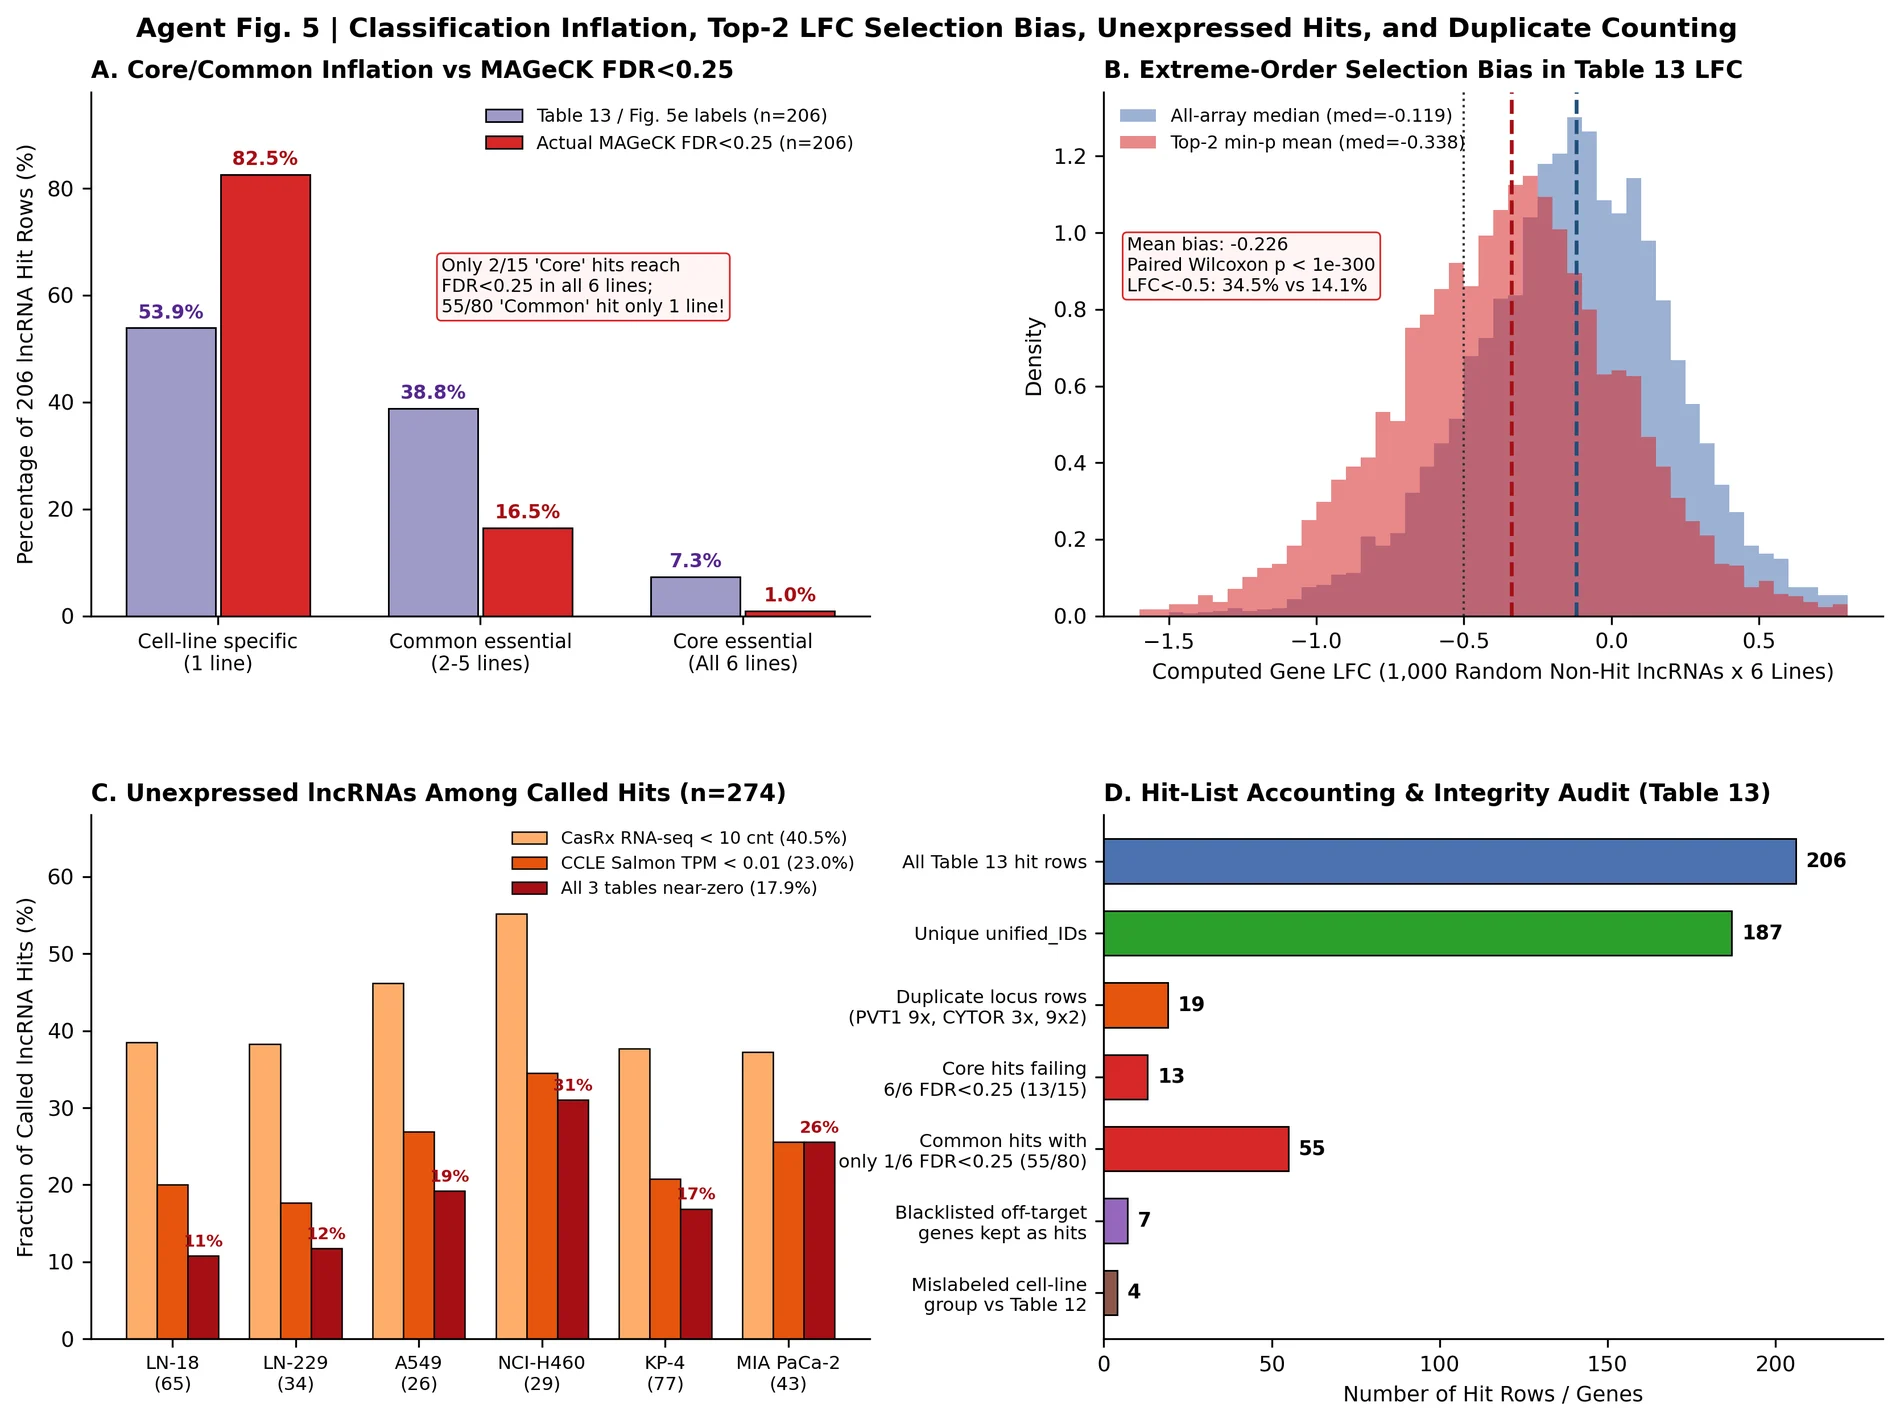 Agent Fig. 5 | Classification Inflation, Top-2 LFC Selection Bias, Unexpressed Hits, and Duplicate Counting
A. Core/Common Inflation vs MAGeCK FDR<0.25
Percentage of 206 lncRNA Hit Rows (%)
80
60
40
20
0
Table 13 / Fig. 5e labels (n=206)
Actual MAGeCK FDR<0.25 (n=206)
53.9%
82.5%
38.8%
16.5%
7.3%
1.0%
Only 2/15 'Core' hits reach
FDR<0.25 in all 6 lines;
55/80 'Common' hit only 1 line!
Cell-line specific
(1 line)
Common essential
(2-5 lines)
Core essential
(All 6 lines)
B. Extreme-Order Selection Bias in Table 13 LFC
Density
1.2
1.0
0.8
0.6
0.4
0.2
0.0
All-array median (med=-0.119)
Top-2 min-p mean (med=-0.338)
Mean bias: -0.226
Paired Wilcoxon p < 1e-300
LFC<-0.5: 34.5% vs 14.1%
−1.5
−1.0
−0.5
0.0
0.5
Computed Gene LFC (1,000 Random Non-Hit lncRNAs x 6 Lines)
C. Unexpressed lncRNAs Among Called Hits (n=274)
Fraction of Called lncRNA Hits (%)
60
50
40
30
20
10
0
CasRx RNA-seq < 10 cnt (40.5%)
CCLE Salmon TPM < 0.01 (23.0%)
All 3 tables near-zero (17.9%)
11%
12%
19%
31%
17%
26%
LN-18
(65)
LN-229
(34)
A549
(26)
NCI-H460
(29)
KP-4
(77)
MIA PaCa-2
(43)
D. Hit-List Accounting & Integrity Audit (Table 13)
All Table 13 hit rows
206
Unique unified_IDs
187
Duplicate locus rows
(PVT1 9x, CYTOR 3x, 9x2)
19
Core hits failing
6/6 FDR<0.25 (13/15)
13
Common hits with
only 1/6 FDR<0.25 (55/80)
55
Blacklisted off-target
genes kept as hits
7
Mislabeled cell-line
group vs Table 12
4
0
50
100
150
200
Number of Hit Rows / Genes